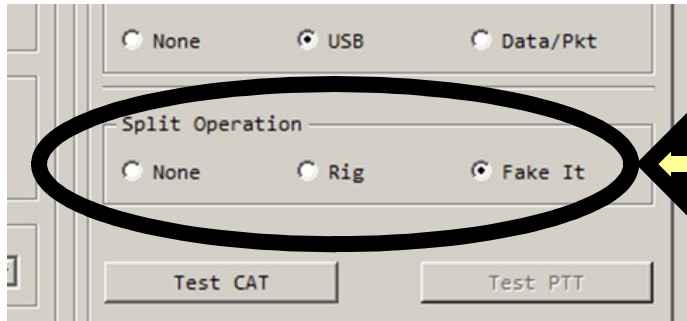 None USB Data/Pkt
Split Operation
None Rig Fake It
Test CAT Test PTT